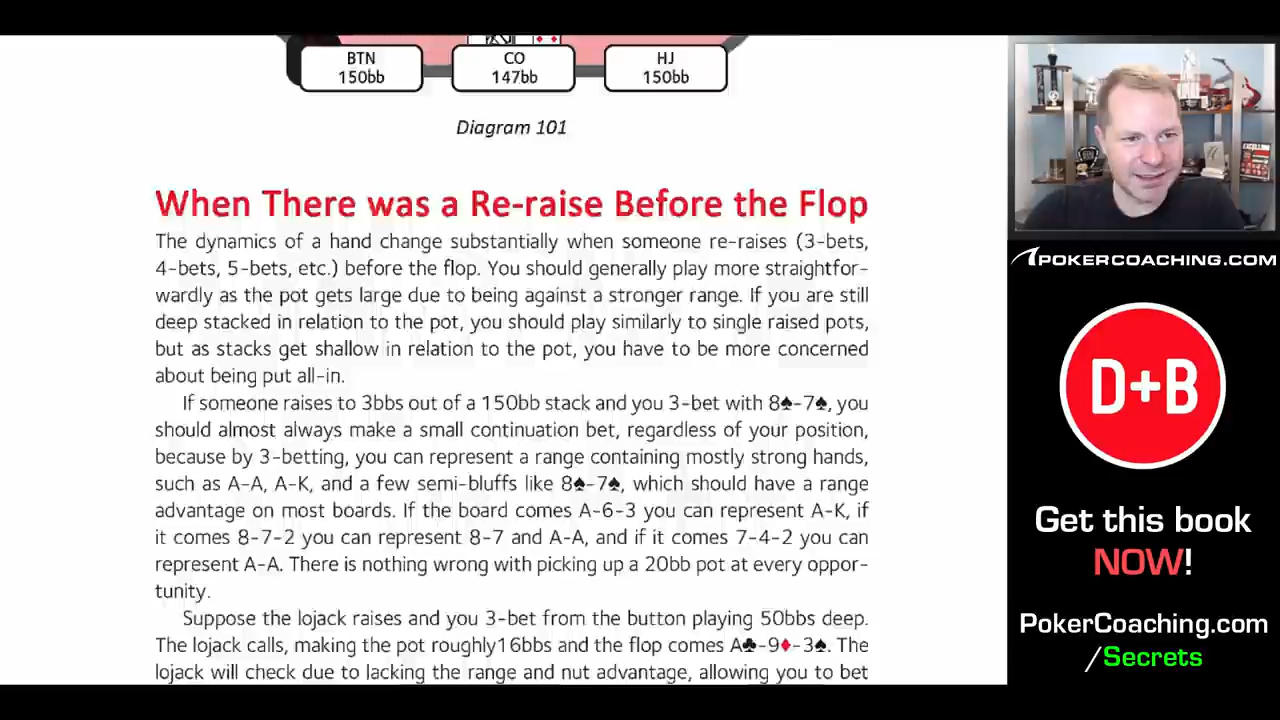 BTN
150bb
CO
147bb
HJ
150bb
Diagram 101
When There was a Re-raise Before the Flop
The dynamics of a hand change substantially when someone re-raises (3-bets,
4-bets, 5-bets, etc.) before the flop. You should generally play more straightfor-
wardly as the pot gets large due to being against a stronger range. If you are still
deep stacked in relation to the pot, you should play similarly to single raised pots,
but as stacks get shallow in relation to the pot, you have to be more concerned
about being put all-in.
If someone raises to 3bbs out of a 150bb stack and you 3-bet with 8♠-7♠, you
should almost always make a small continuation bet, regardless of your position,
because by 3-betting, you can represent a range containing mostly strong hands,
such as A-A, A-K, and a few semi-bluffs like 8♠-7♠, which should have a range
advantage on most boards. If the board comes A-6-3 you can represent A-K, if
it comes 8-7-2 you can represent 8-7 and A-A, and if it comes 7-4-2 you can
represent A-A. There is nothing wrong with picking up a 20bb pot at every oppor-
tunity.
Suppose the lojack raises and you 3-bet from the button playing 50bbs deep.
The lojack calls, making the pot roughly16bbs and the flop comes A♣-9♦-3♠. The
lojack will check due to lacking the range and nut advantage, allowing you to bet
POKERCOACHING.COM
D+B
Get this book
NOW!
PokerCoaching.com
/Secrets